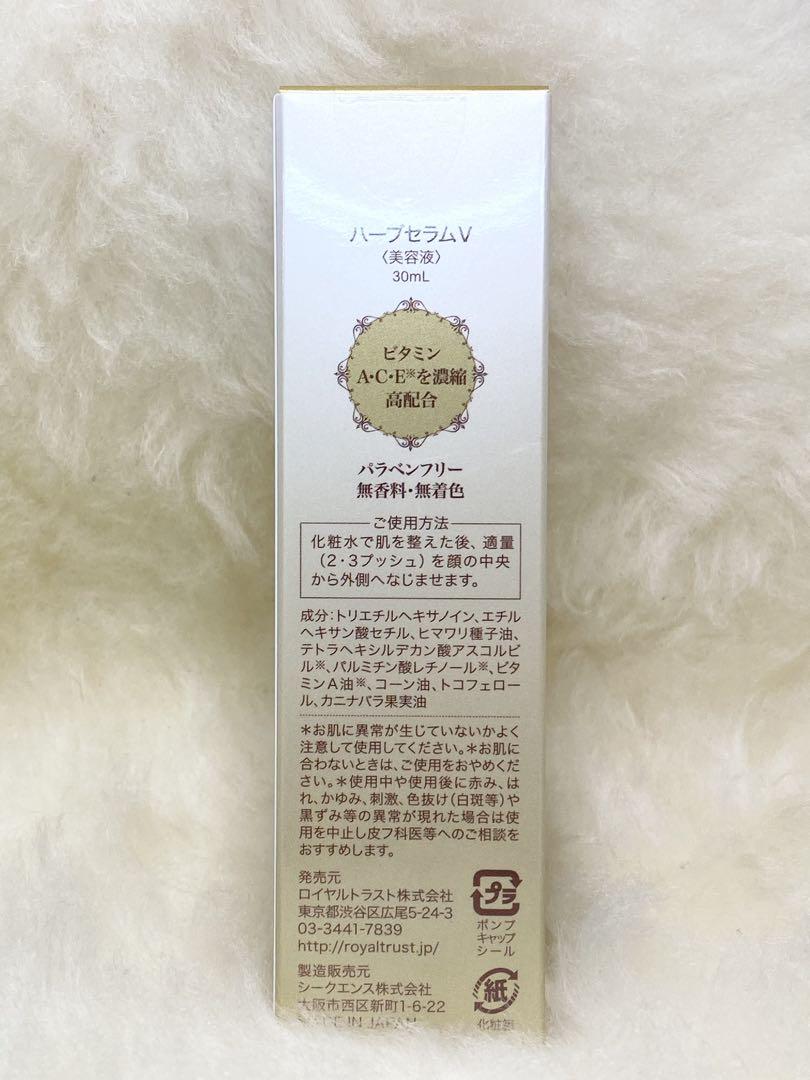 ハーブセラムV
〈美容液〉
30mL
ビタミン
A・C・E※を濃縮
高配合
パラベンフリー
無香料・無着色
ご使用方法
化粧水で肌を整えた後、適量
（2・3プッシュ）を顔の中央
から外側へなじませます。
成分：トリエチルヘキサノイン、エチル
ヘキサン酸セチル、ヒマワリ種子油、
テトラヘキシルデカン酸アスコルビ
ル※、パルミチン酸レチノール※、ビタ
ミンA油※、コーン油、トコフェロー
ル、カニナバラ果実油
＊お肌に異常が生じていないかよく
注意して使用してください。＊お肌に
合わないときは、ご使用をおやめくだ
さい。＊使用中や使用後に赤み、は
れ、かゆみ、刺激、色抜け（白斑等）や
黒ずみ等の異常が現れた場合は使
用を中止し皮フ科医等へのご相談を
おすすめします。
発売元
ロイヤルトラスト株式会社
東京都渋谷区広尾5-24-3
03-3441-7839
http://royaltrust.jp/
製造販売元
シークエンス株式会社
大阪市西区新町1-6-22
MADE IN JAPAN
プラ
ポンプ
キャップ
シール
紙
化粧箱